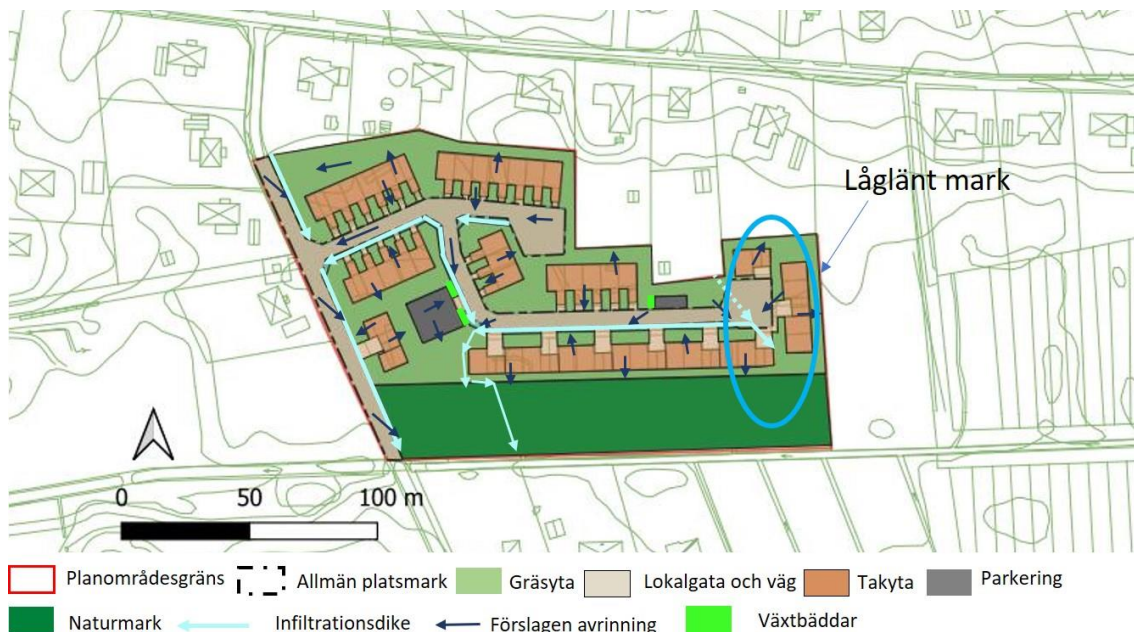 Låglänt mark
0 50 100 m
Planområdesgräns Allmän platsmark Gräsyta Lokalgata och väg Takyta Parkering
Naturmark Infiltrationsdike Förslagen avrinning Växtbäddar